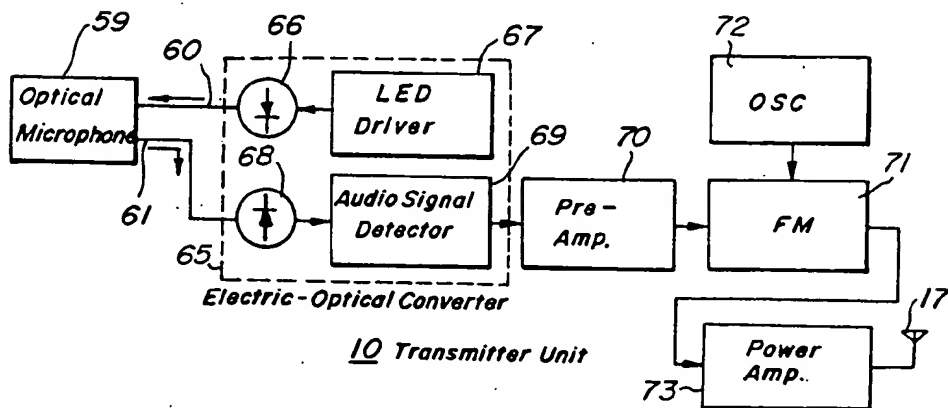 59
60
66
67
72
Optical
Microphone
LED
Driver
OSC
61
68
69
70
71
Audio Signal
Detector
Pre-
Amp.
FM
65
Electric-Optical Converter
17
10 Transmitter Unit
Power
Amp.
73